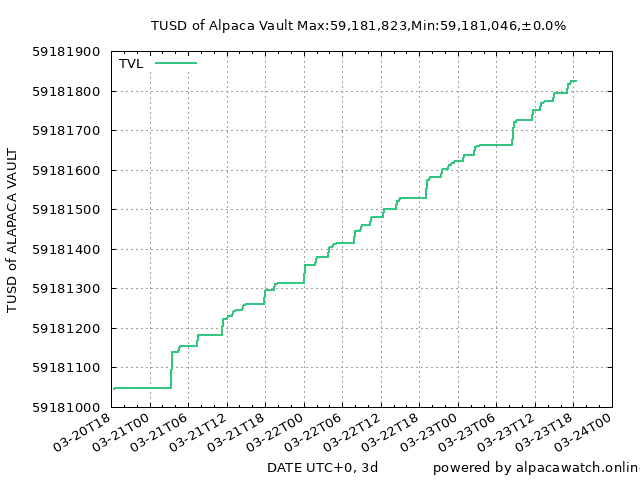 TUSD of Alpaca Vault Max:59,181,823,Min:59,181,046,±0.0%
TVL
59181900
59181800
59181700
59181600
59181500
59181400
59181300
59181200
59181100
59181000
TUSD of ALAPACA VAULT
03-20T18
03-21T00
03-21T06
03-21T12
03-21T18
03-22T00
03-22T06
03-22T12
03-22T18
03-23T00
03-23T06
03-23T12
03-23T18
03-24T00
DATE UTC+0, 3d
powered by alpacawatch.onlin